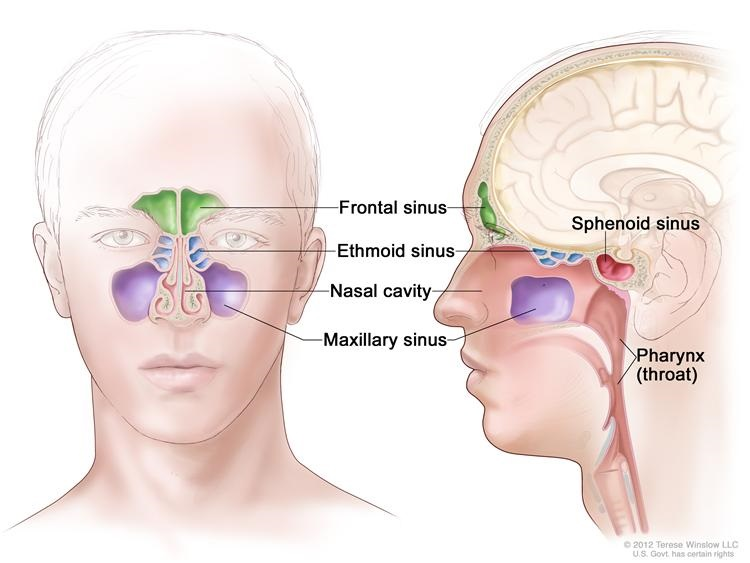 Frontal sinus
Sphenoid sinus
Ethmoid sinus
Nasal cavity
Maxillary sinus
Pharynx
(throat)
© 2012 Terese Winslow LLC
U.S. Govt. has certain rights